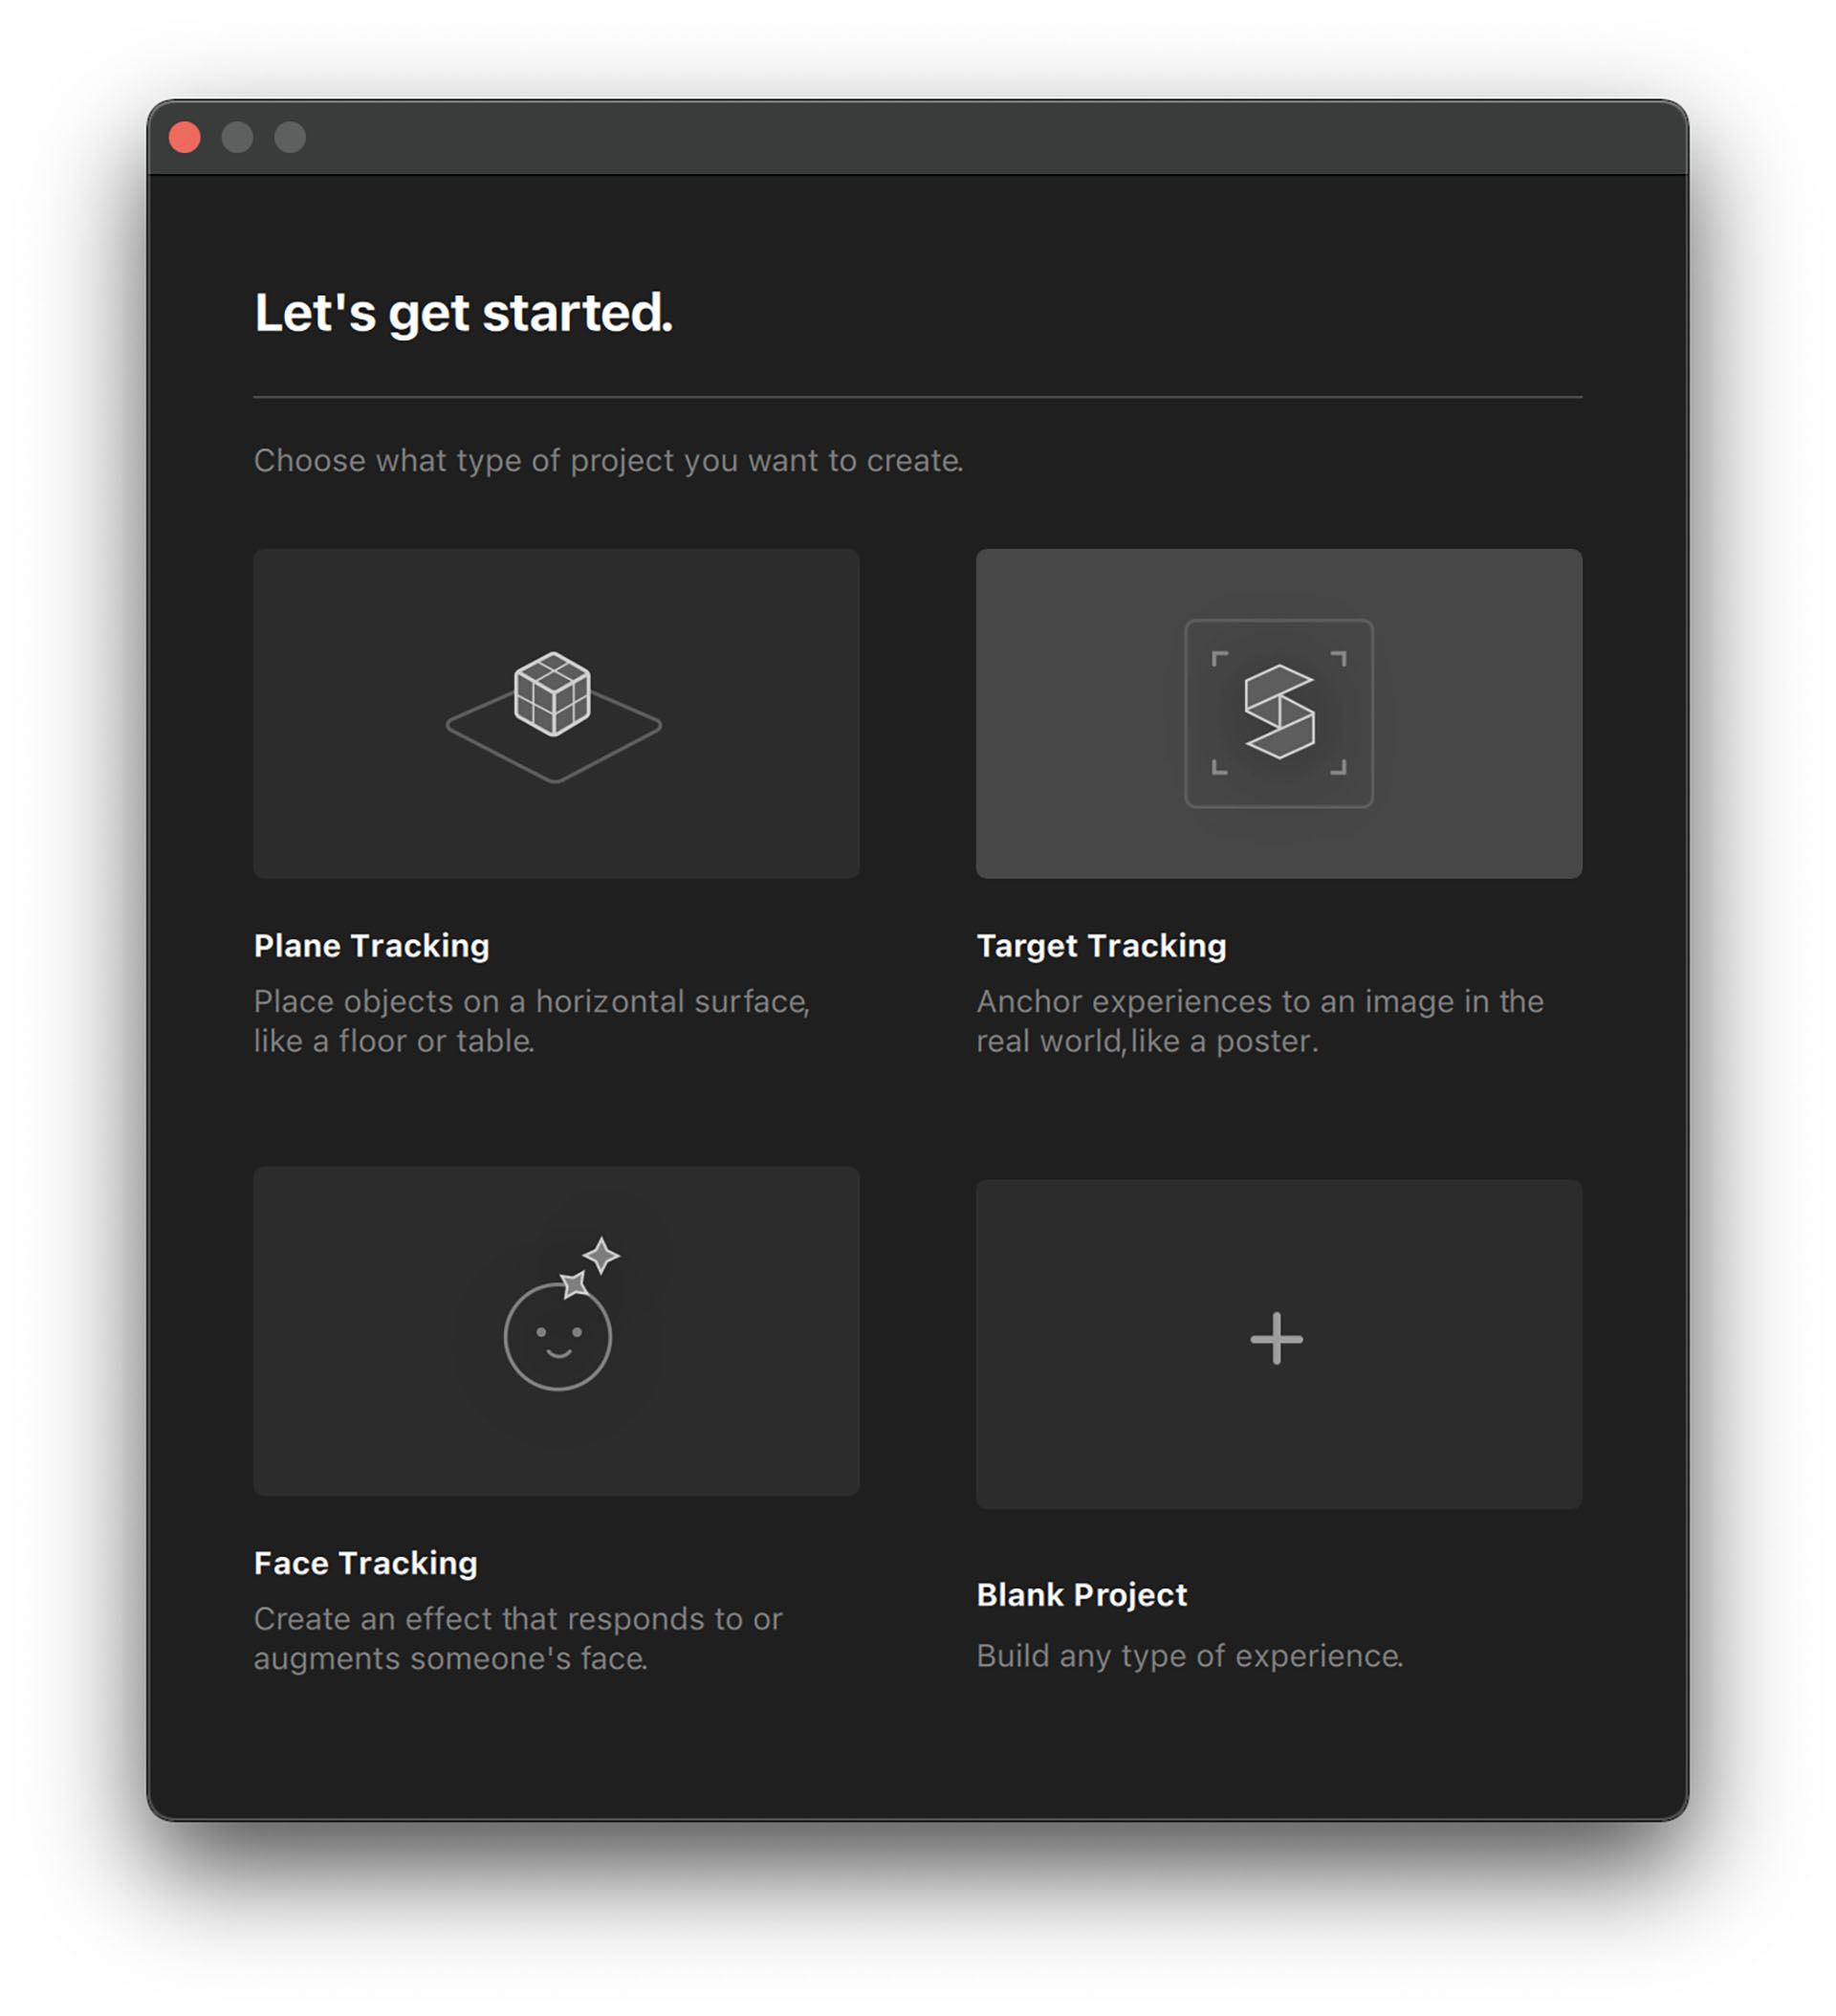 Let's get started.
Choose what type of project you want to create.
Plane Tracking
Place objects on a horizontal surface,
like a floor or table.
Target Tracking
Anchor experiences to an image in the
real world, like a poster.
Face Tracking
Create an effect that responds to or
augments someone's face.
Blank Project
Build any type of experience.